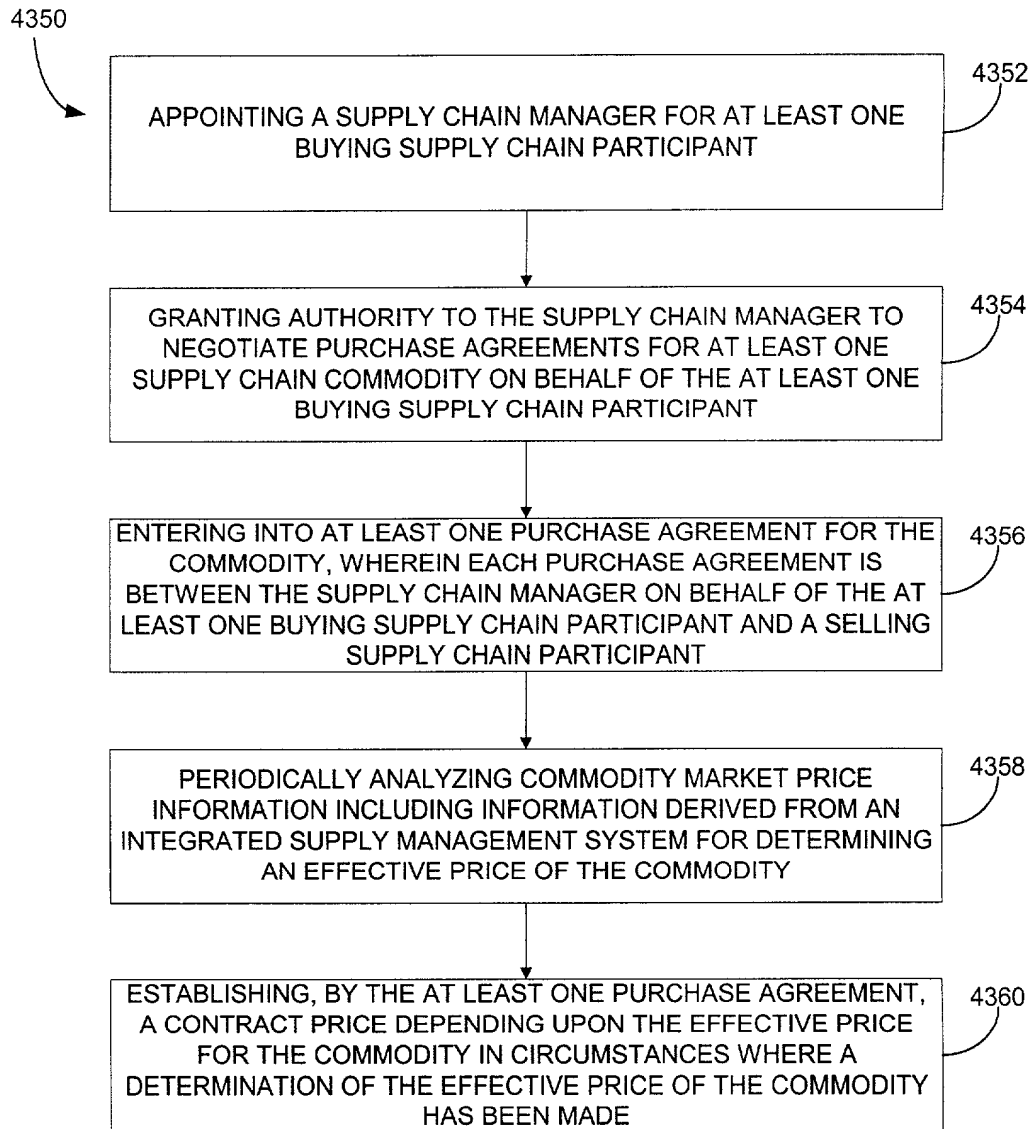 4350
4352
APPOINTING A SUPPLY CHAIN MANAGER FOR AT LEAST ONE
BUYING SUPPLY CHAIN PARTICIPANT
4354
GRANTING AUTHORITY TO THE SUPPLY CHAIN MANAGER TO
NEGOTIATE PURCHASE AGREEMENTS FOR AT LEAST ONE
SUPPLY CHAIN COMMODITY ON BEHALF OF THE AT LEAST ONE
BUYING SUPPLY CHAIN PARTICIPANT
4356
ENTERING INTO AT LEAST ONE PURCHASE AGREEMENT FOR THE
COMMODITY, WHEREIN EACH PURCHASE AGREEMENT IS
BETWEEN THE SUPPLY CHAIN MANAGER ON BEHALF OF THE AT
LEAST ONE BUYING SUPPLY CHAIN PARTICIPANT AND A SELLING
SUPPLY CHAIN PARTICIPANT
4358
PERIODICALLY ANALYZING COMMODITY MARKET PRICE
INFORMATION INCLUDING INFORMATION DERIVED FROM AN
INTEGRATED SUPPLY MANAGEMENT SYSTEM FOR DETERMINING
AN EFFECTIVE PRICE OF THE COMMODITY
4360
ESTABLISHING, BY THE AT LEAST ONE PURCHASE AGREEMENT,
A CONTRACT PRICE DEPENDING UPON THE EFFECTIVE PRICE
FOR THE COMMODITY IN CIRCUMSTANCES WHERE A
DETERMINATION OF THE EFFECTIVE PRICE OF THE COMMODITY
HAS BEEN MADE